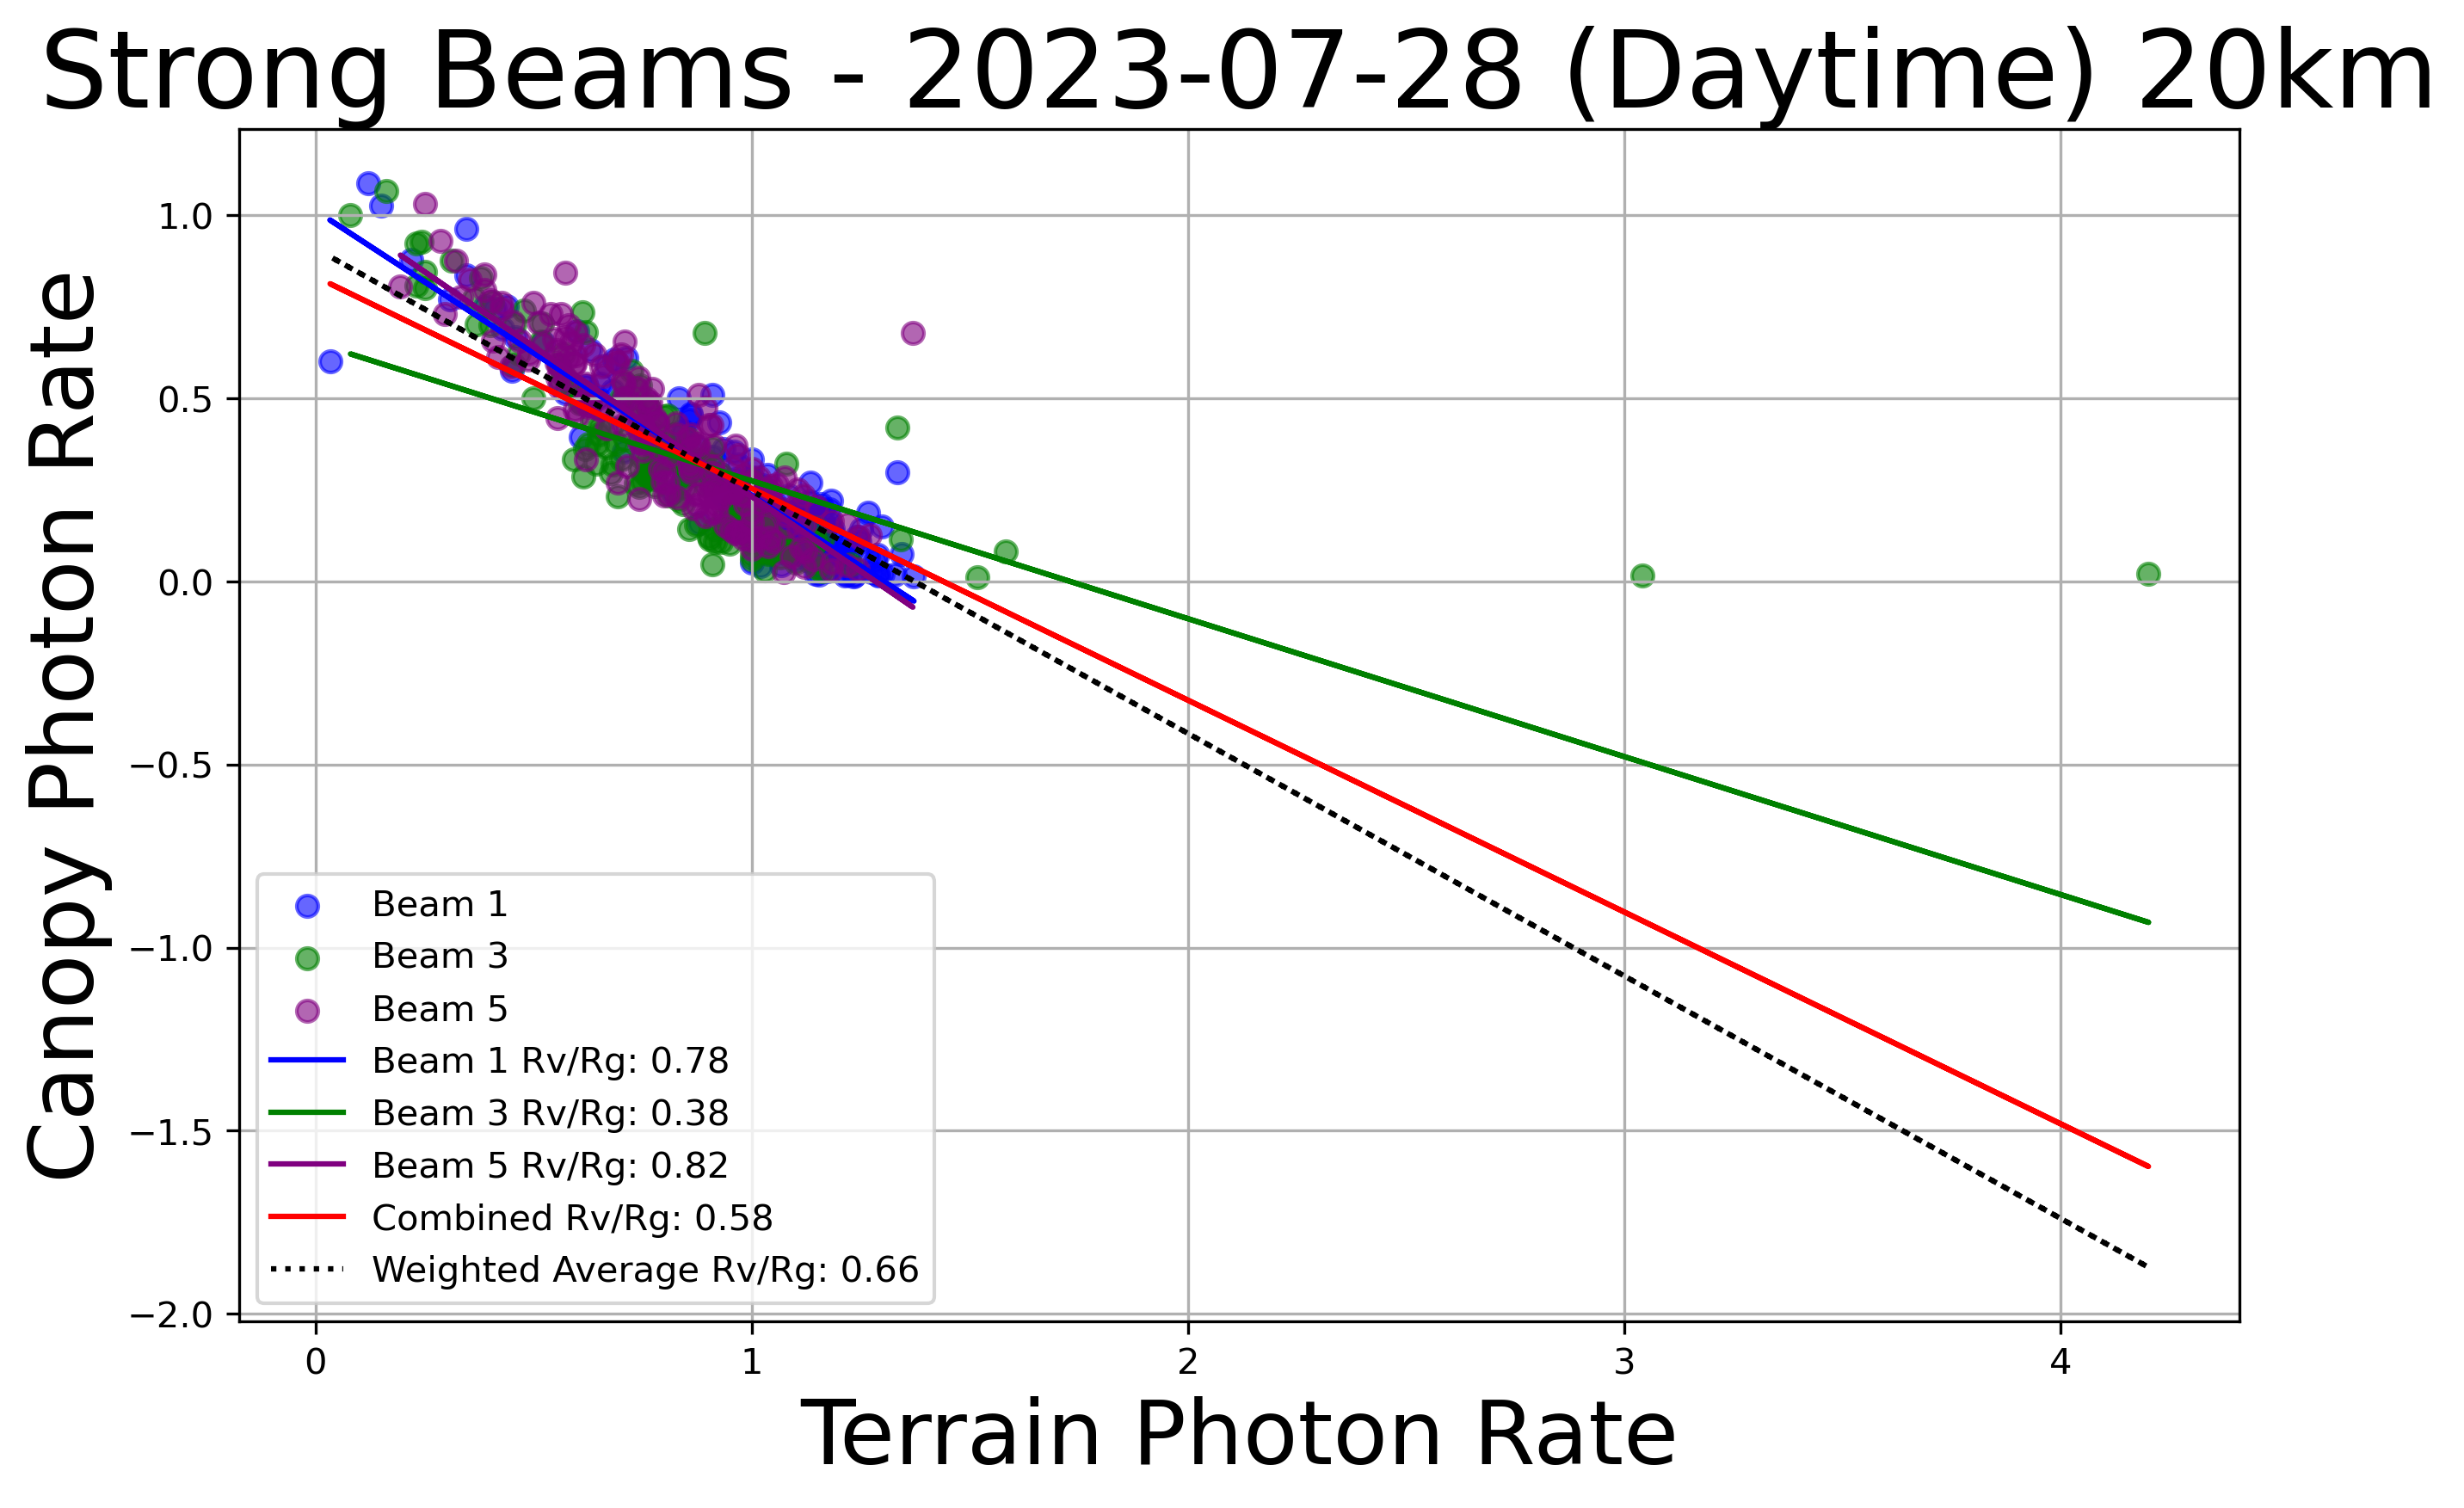 Strong Beams - 2023-07-28 (Daytime) 20km
Canopy Photon Rate
1.0
0.5
0.0
−0.5
−1.0
−1.5
−2.0
Beam 1
Beam 3
Beam 5
Beam 1 Rv/Rg: 0.78
Beam 3 Rv/Rg: 0.38
Beam 5 Rv/Rg: 0.82
Combined Rv/Rg: 0.58
Weighted Average Rv/Rg: 0.66
0 1 2 3 4
Terrain Photon Rate